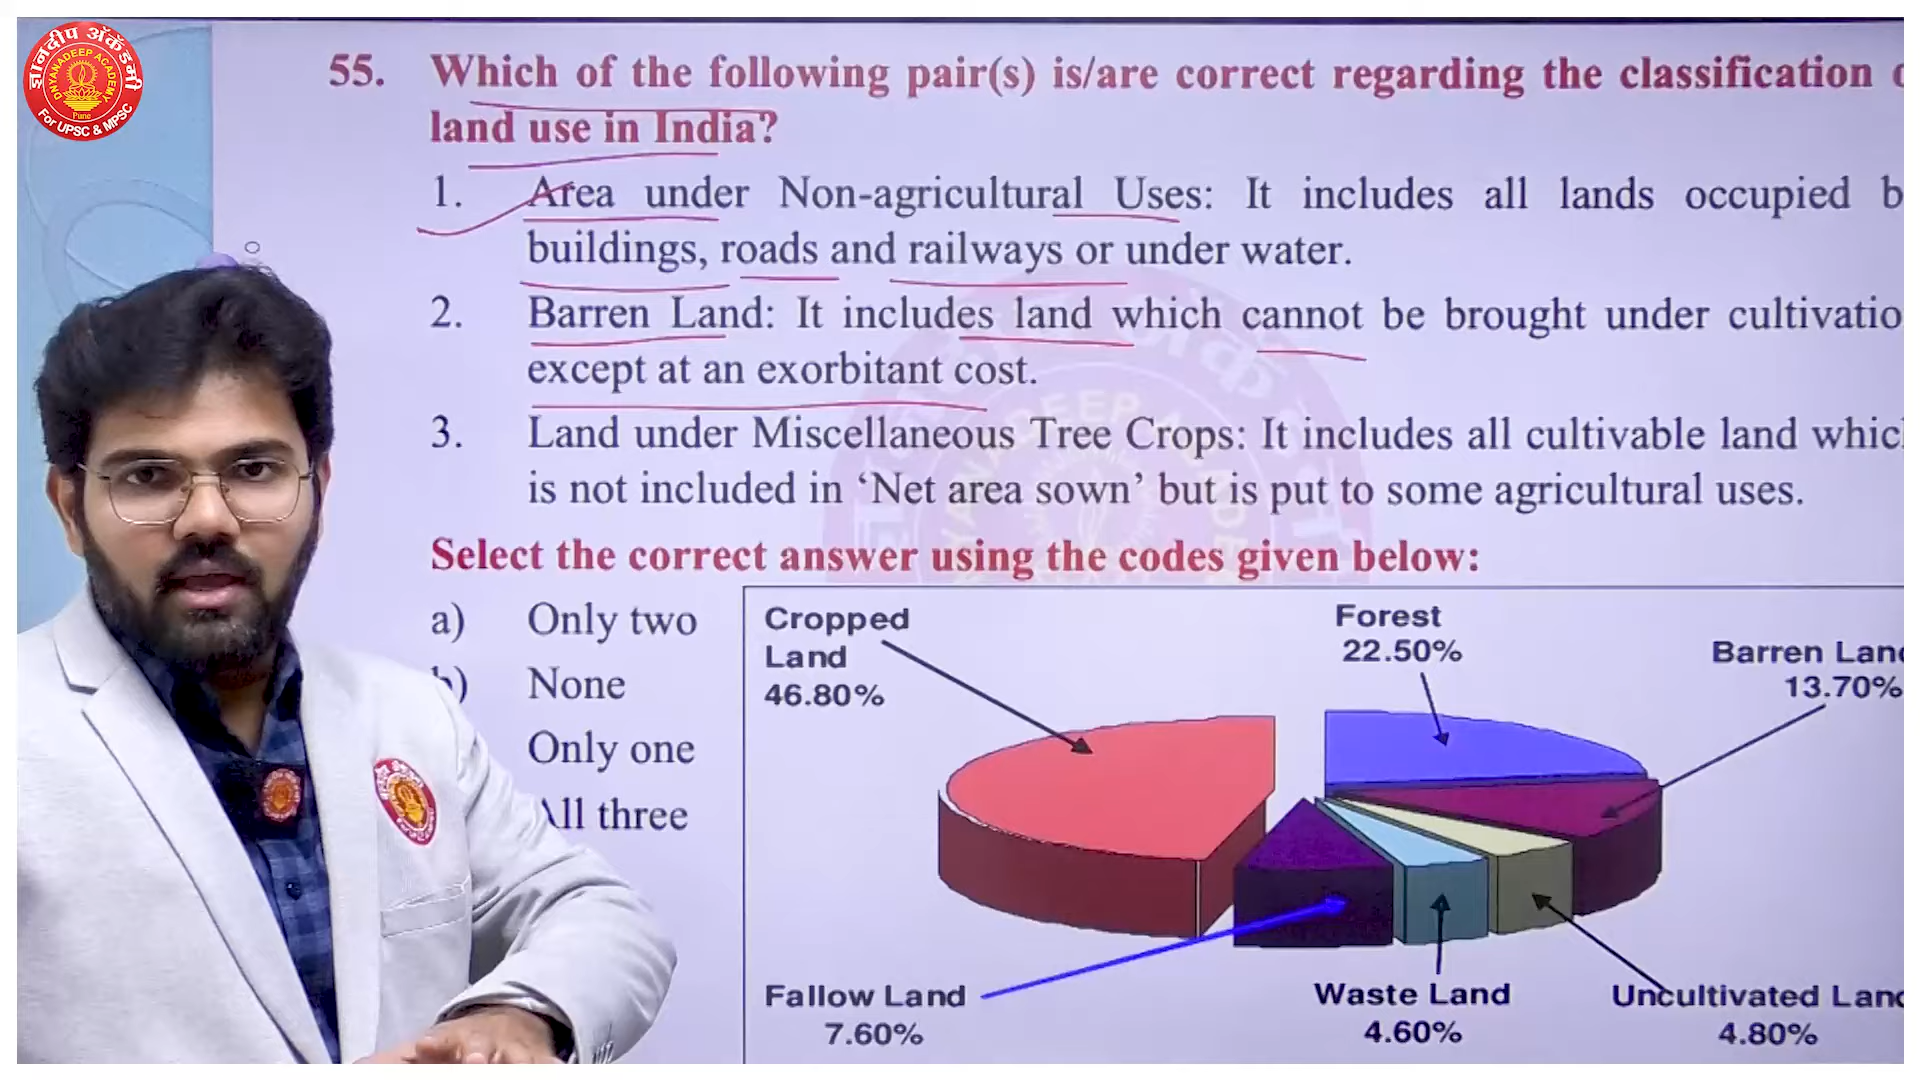 ज्ञानदीप अॅकॅडमी
DNYANADEEP ACADEMY
Pune
For UPSC & MPSC
55. Which of the following pair(s) is/are correct regarding the classification
land use in India?
1. Area under Non-agricultural Uses: It includes all lands occupied
buildings, roads and railways or under water.
2. Barren Land: It includes land which cannot be brought under
except at an exorbitant cost.
3. Land under Miscellaneous Tree Crops: It includes all cultivable land
is not included in ‘Net area sown’ but is put to some agricultural uses.
Select the correct answer using the codes given below:
a) Only two
b) None
Only one
All three
Cropped
Land
46.80%
Forest
22.50%
Barren
13.70%
Fallow Land
7.60%
Waste Land
4.60%
Uncultivated
4.80%